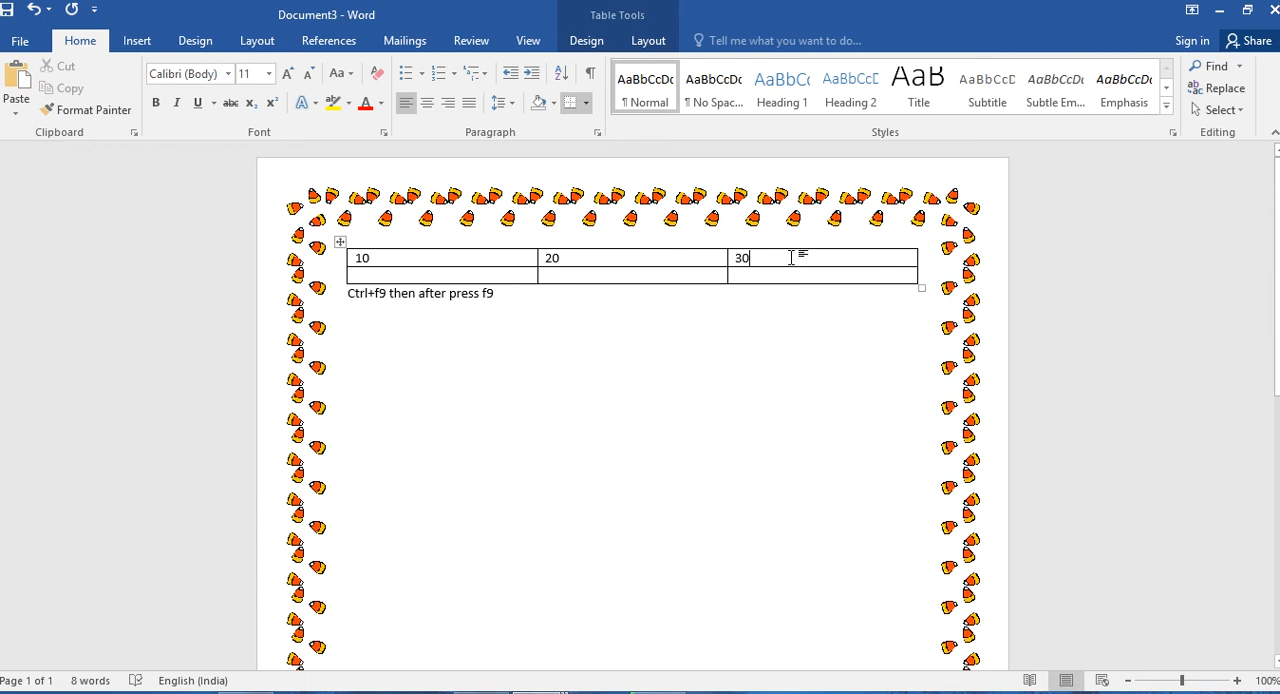 Document3 - Word
Table Tools
File Home Insert Design Layout References Mailings Review View Design Layout Tell me what you want to do... Sign in Share
Paste
Cut
Copy
Format Painter
Clipboard
Calibri (Body) 11
Font
Paragraph
AaBbCcDc AaBbCcDc AaBbCc AaBbCcD AaB AaBbCcD AaBbCcDc AaBbCcDc
¶ Normal ¶ No Spac... Heading 1 Heading 2 Title Subtitle Subtle Em... Emphasis
Styles
Find
Replace
Select
Editing
10 20 30
Ctrl+f9 then after press f9
Page 1 of 1 8 words English (India) 100%